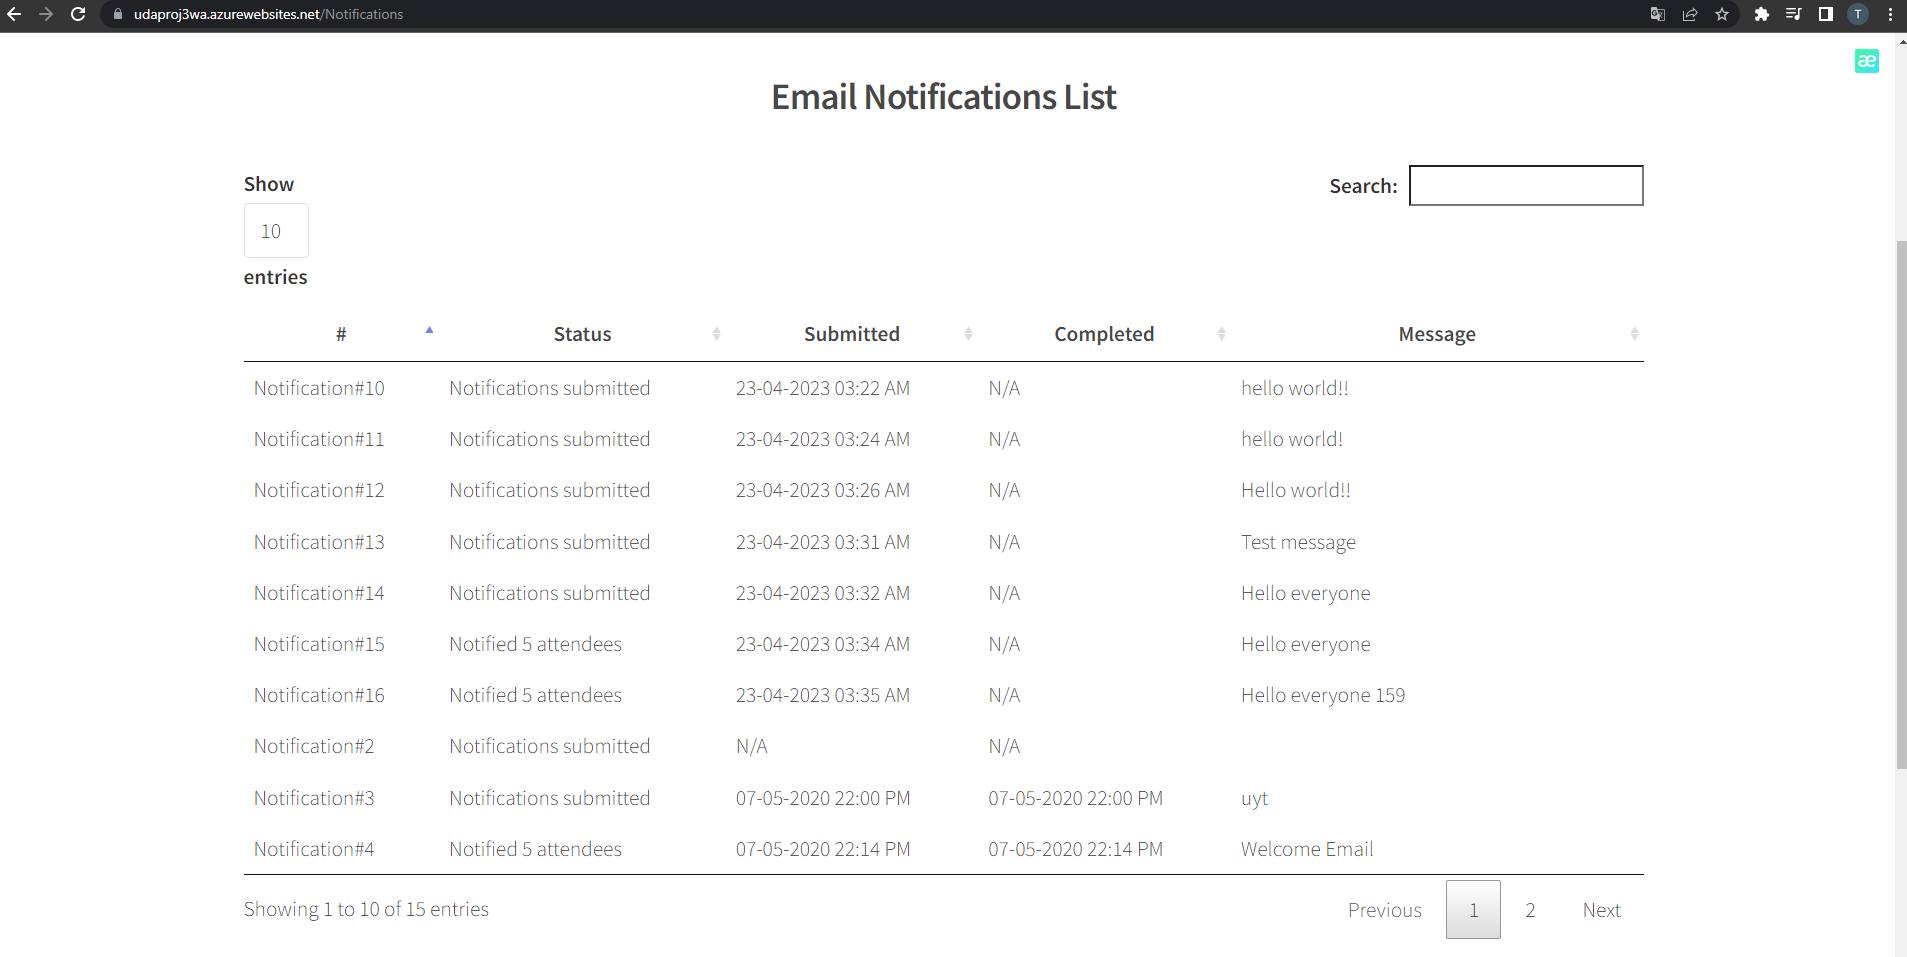 udaproj3wa.azurewebsites.net/Notifications
T
æ
Email Notifications List
Show
10
entries
Search:
# Status Submitted Completed Message
Notification#10 Notifications submitted 23-04-2023 03:22 AM N/A hello world!!
Notification#11 Notifications submitted 23-04-2023 03:24 AM N/A hello world!
Notification#12 Notifications submitted 23-04-2023 03:26 AM N/A Hello world!!
Notification#13 Notifications submitted 23-04-2023 03:31 AM N/A Test message
Notification#14 Notifications submitted 23-04-2023 03:32 AM N/A Hello everyone
Notification#15 Notified 5 attendees 23-04-2023 03:34 AM N/A Hello everyone
Notification#16 Notified 5 attendees 23-04-2023 03:35 AM N/A Hello everyone 159
Notification#2 Notifications submitted N/A N/A
Notification#3 Notifications submitted 07-05-2020 22:00 PM 07-05-2020 22:00 PM uyt
Notification#4 Notified 5 attendees 07-05-2020 22:14 PM 07-05-2020 22:14 PM Welcome Email
Showing 1 to 10 of 15 entries
Previous 1 2 Next